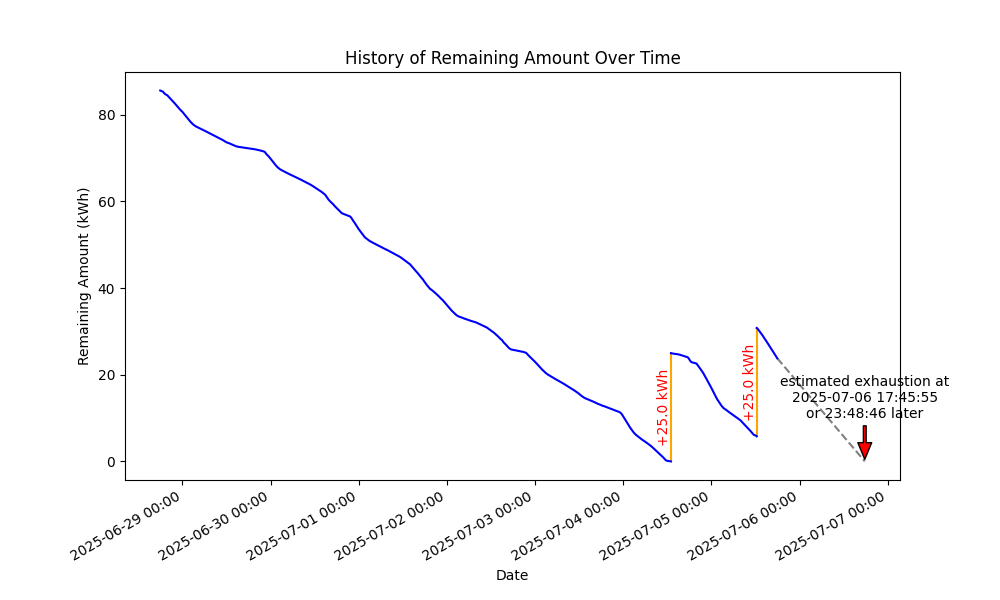 History of Remaining Amount Over Time
Remaining Amount (kWh)
80
60
40
20
0
+25.0 kWh
+25.0 kWh
estimated exhaustion at
2025-07-06 17:45:55
or 23:48:46 later
2025-06-29 00:00
2025-06-30 00:00
2025-07-01 00:00
2025-07-02 00:00
2025-07-03 00:00
2025-07-04 00:00
2025-07-05 00:00
2025-07-06 00:00
2025-07-07 00:00
Date